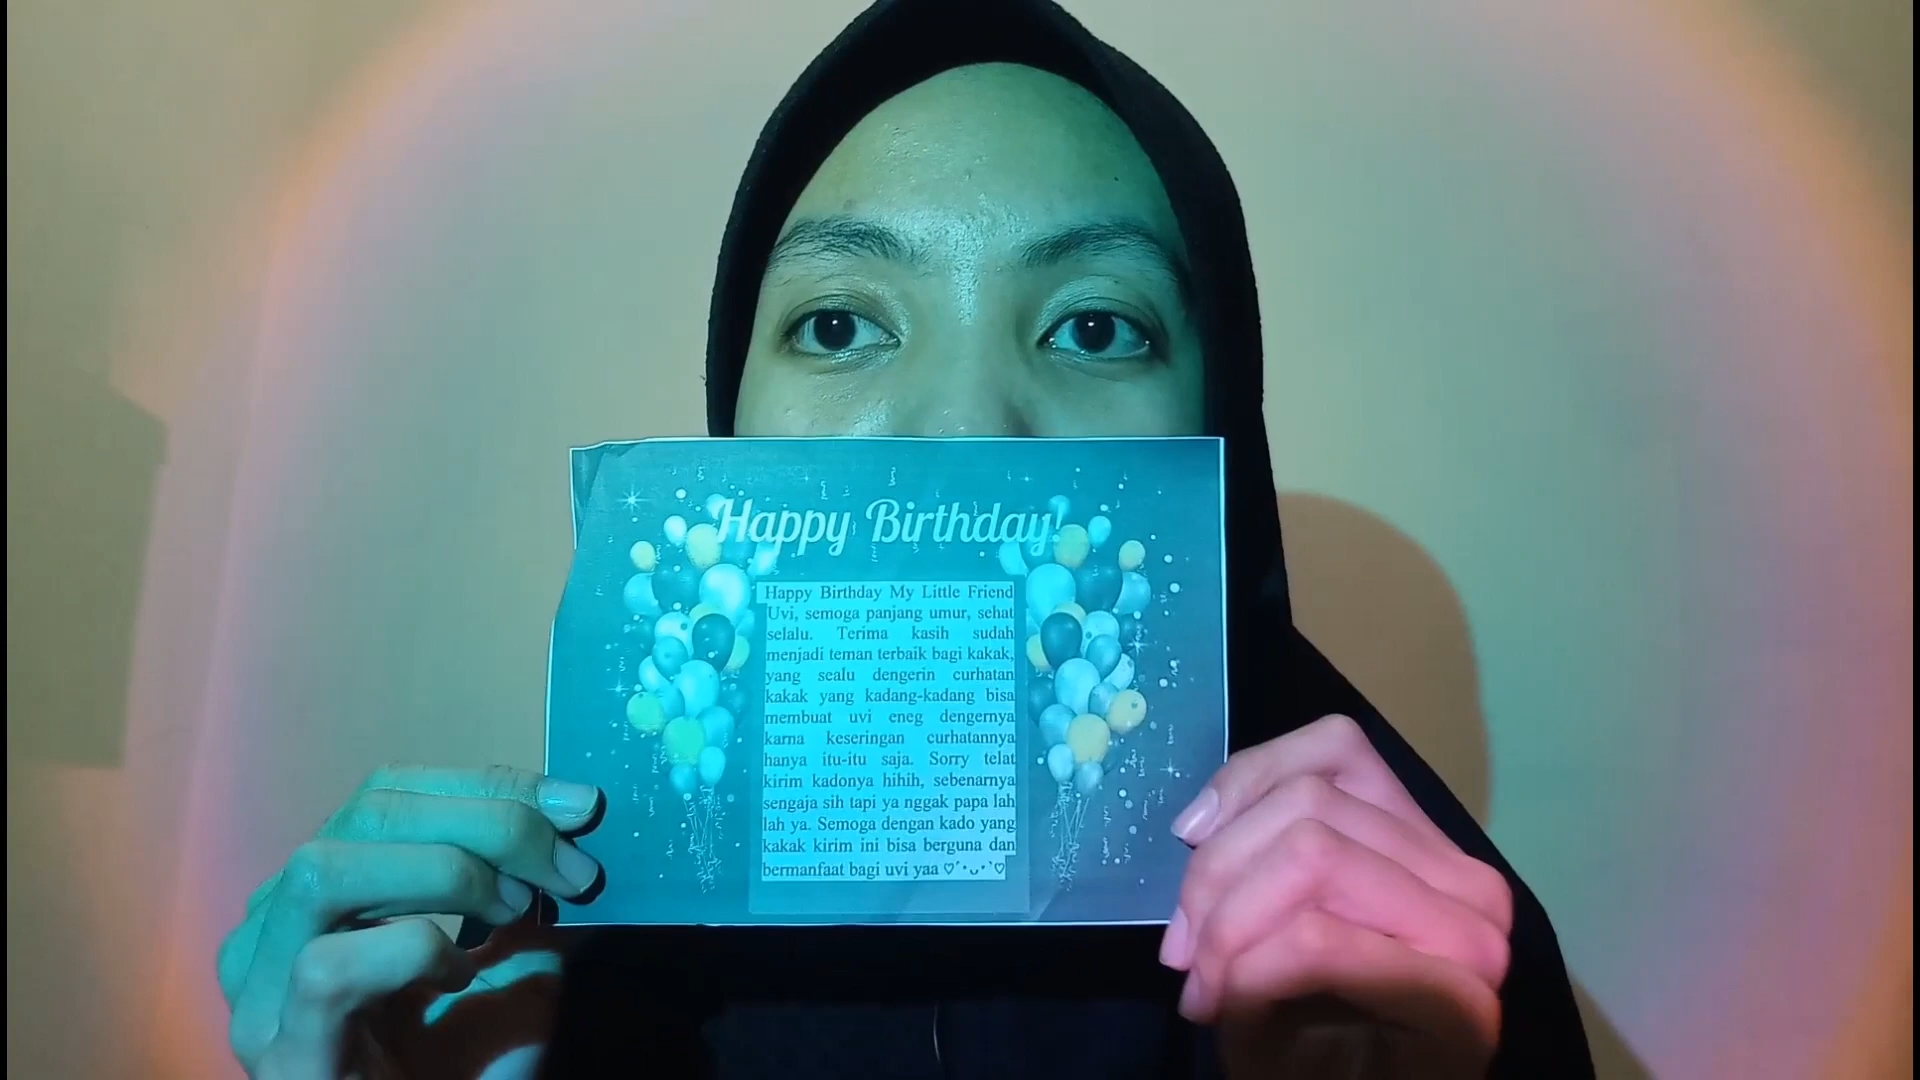 Happy Birthday!
Happy Birthday My Little Friend
Uvi, semoga panjang umur, sehat
selalu. Terima kasih sudah
menjadi teman terbaik bagi kakak,
yang sealu dengerin curhatan
kakak yang kadang-kadang bisa
membuat uvi eneg dengernya
karna keseringan curhatannya
hanya itu-itu saja. Sorry telat
kirim kadonya hihih, sebenarnya
sengaja sih tapi ya nggak papa lah
lah ya. Semoga dengan kado yang
kakak kirim ini bisa berguna dan
bermanfaat bagi uvi yaa ♡´･ᴗ･`♡